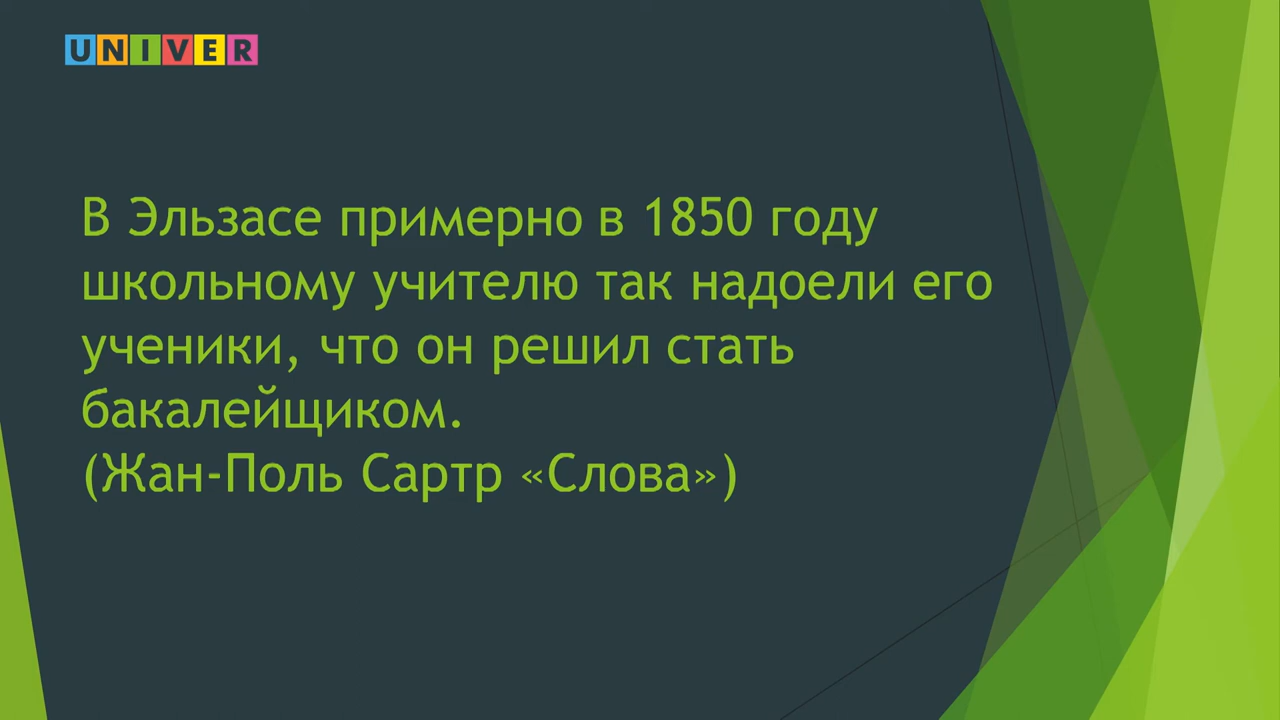 UNIVER
В Эльзасе примерно в 1850 году
школьному учителю так надоели его
ученики, что он решил стать
бакалейщиком.
(Жан-Поль Сартр «Слова»)